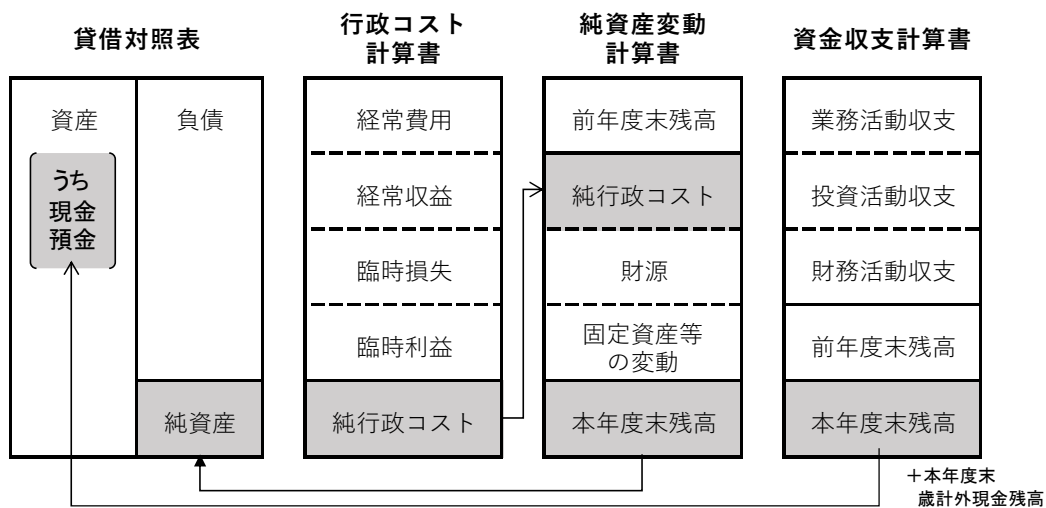 貸借対照表
資産
うち
現金
預金
負債
純資産
行政コスト
計算書
経常費用
経常収益
臨時損失
臨時利益
純行政コスト
純資産変動
計算書
前年度末残高
純行政コスト
財源
固定資産等
の変動
本年度末残高
資金収支計算書
業務活動収支
投資活動収支
財務活動収支
前年度末残高
本年度末残高
＋本年度末
歳計外現金残高